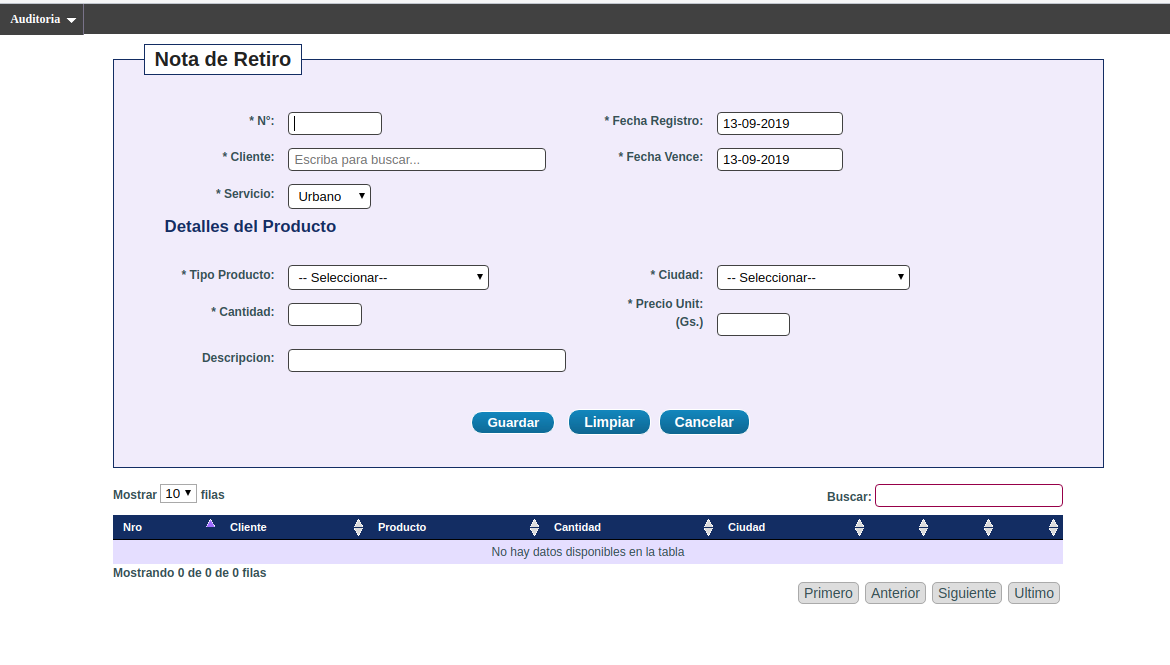 Auditoria
Nota de Retiro
* N°:
* Fecha Registro: 13-09-2019
* Cliente: Escriba para buscar...
* Fecha Vence: 13-09-2019
* Servicio: Urbano
Detalles del Producto
* Tipo Producto: -- Seleccionar--
* Ciudad: -- Seleccionar--
* Cantidad:
* Precio Unit:
(Gs.)
Descripcion:
Guardar Limpiar Cancelar
Mostrar 10 filas
Buscar:
Nro Cliente Producto Cantidad Ciudad
No hay datos disponibles en la tabla
Mostrando 0 de 0 de 0 filas
Primero Anterior Siguiente Ultimo